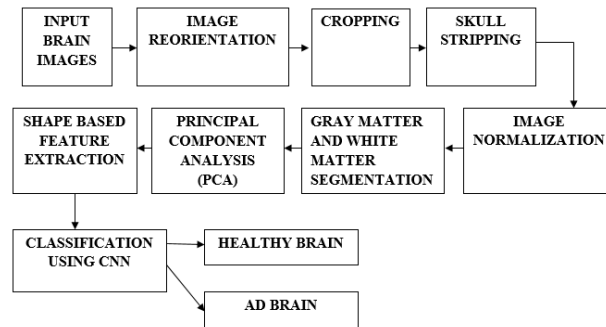 INPUT
BRAIN
IMAGES
IMAGE
REORIENTATION
CROPPING
SKULL
STRIPPING
IMAGE
NORMALIZATION
GRAY MATTER
AND WHITE
MATTER
SEGMENTATION
PRINCIPAL
COMPONENT
ANALYSIS
(PCA)
SHAPE BASED
FEATURE
EXTRACTION
CLASSIFICATION
USING CNN
HEALTHY BRAIN
AD BRAIN